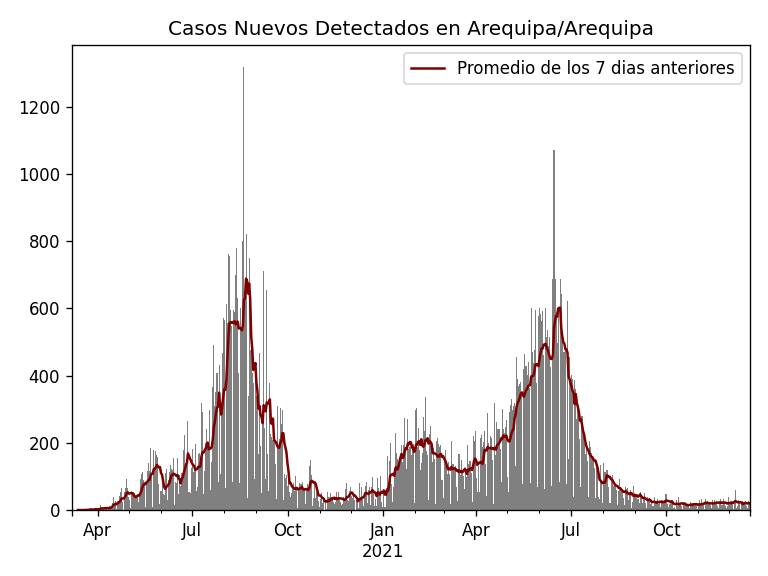 Casos Nuevos Detectados en Arequipa/Arequipa
Promedio de los 7 dias anteriores
1200
1000
800
600
400
200
0
Apr Jul Oct Jan Apr Jul Oct
2021